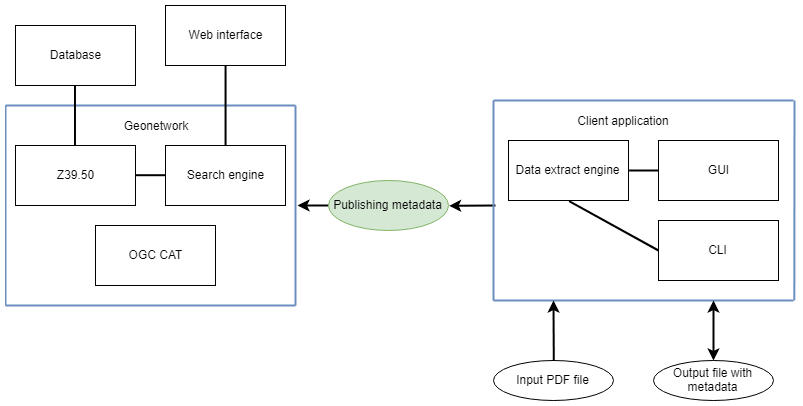 Database
Web interface
Geonetwork
Z39.50
Search engine
OGC CAT
Publishing metadata
Client application
Data extract engine
GUI
CLI
Input PDF file
Output file with
metadata